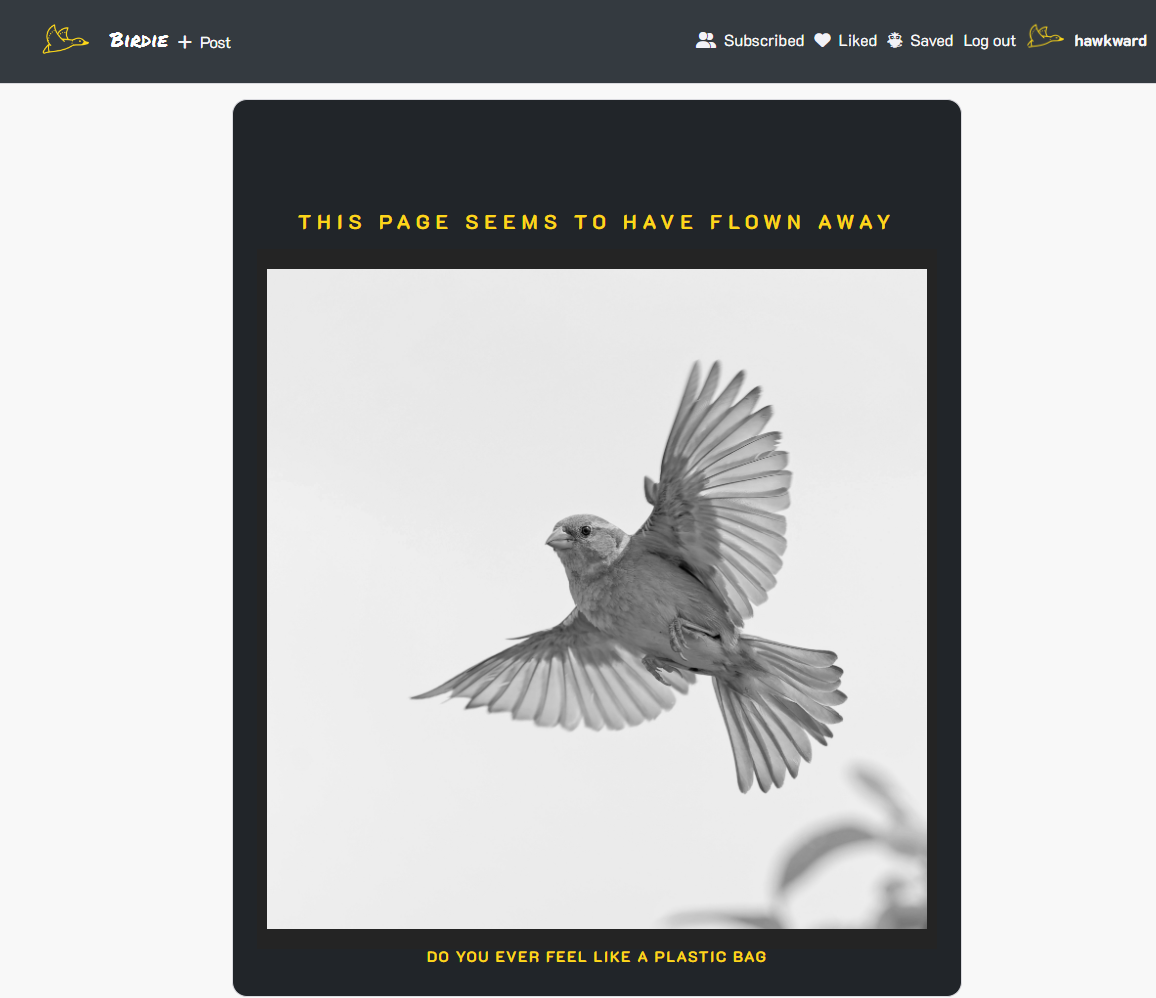 Birdie + Post Subscribed Liked Saved Log out hawkward
THIS PAGE SEEMS TO HAVE FLOWN AWAY
DO YOU EVER FEEL LIKE A PLASTIC BAG